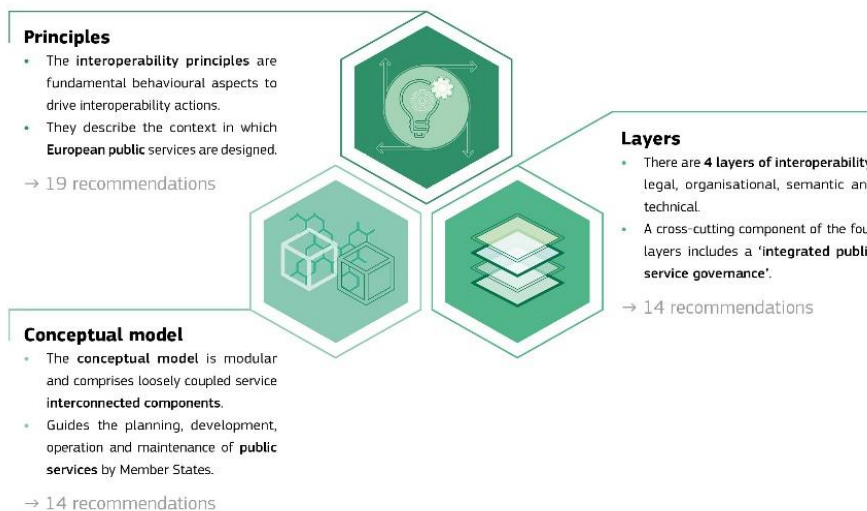 Principles
• The interoperability principles are
fundamental behavioural aspects to
drive interoperability actions.
• They describe the context in which
European public services are designed.
→ 19 recommendations
Layers
• There are 4 layers of interoperability
legal, organisational, semantic an
technical.
• A cross-cutting component of the fou
layers includes a ‘integrated publi
service governance’.
→ 14 recommendations
Conceptual model
• The conceptual model is modular
and comprises loosely coupled service
interconnected components.
• Guides the planning, development,
operation and maintenance of public
services by Member States.
→ 14 recommendations